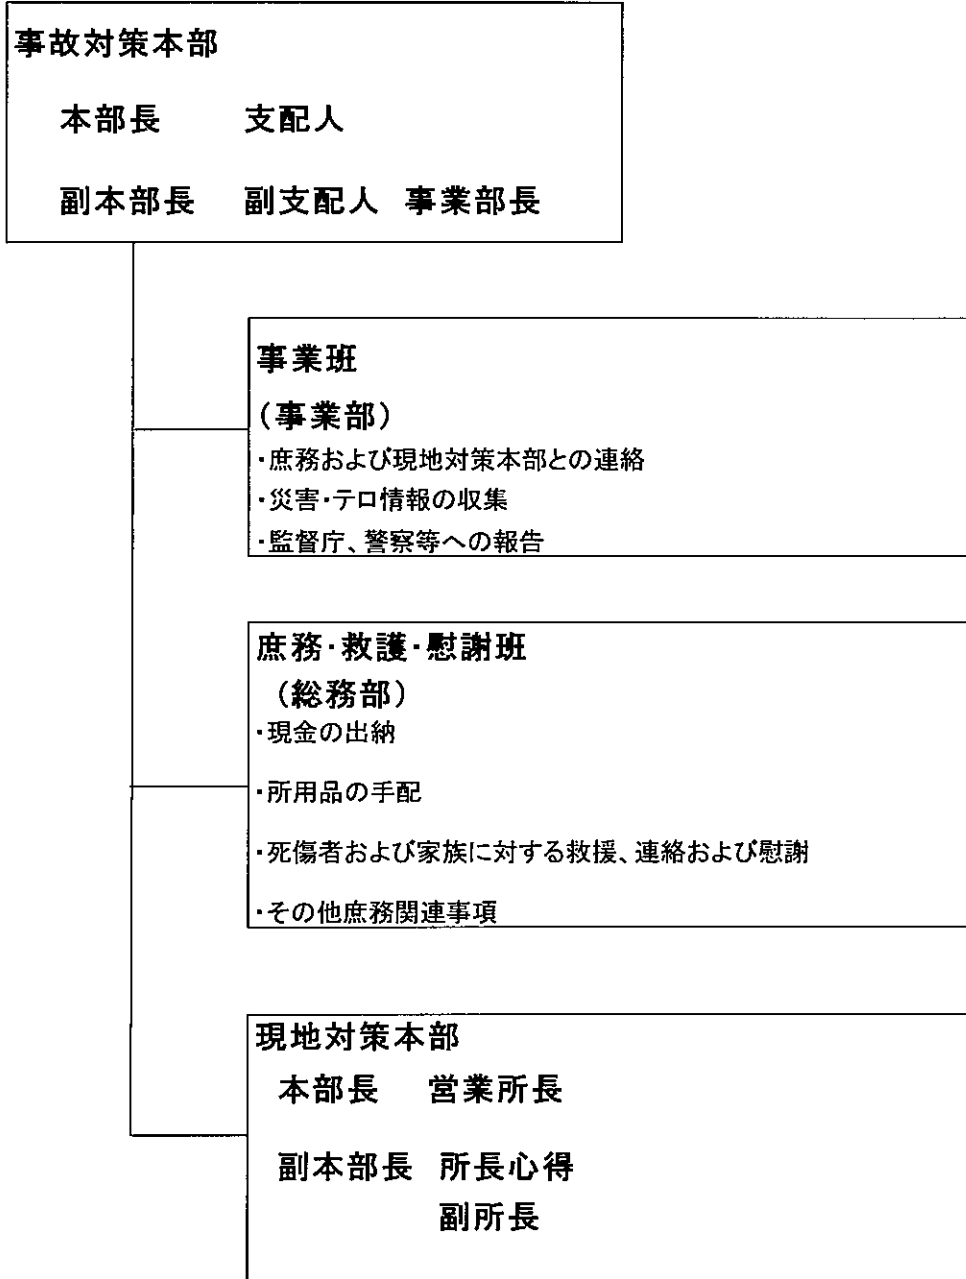 事故対策本部
本部長 支配人
副本部長 副支配人 事業部長
事業班
(事業部)
・庶務および現地対策本部との連絡
・災害・テロ情報の収集
・監督庁、警察等への報告
庶務・救護・慰謝班
(総務部)
・現金の出納
・所用品の手配
・死傷者および家族に対する救援、連絡および慰謝
・その他庶務関連事項
現地対策本部
本部長 営業所長
副本部長 所長心得
副所長